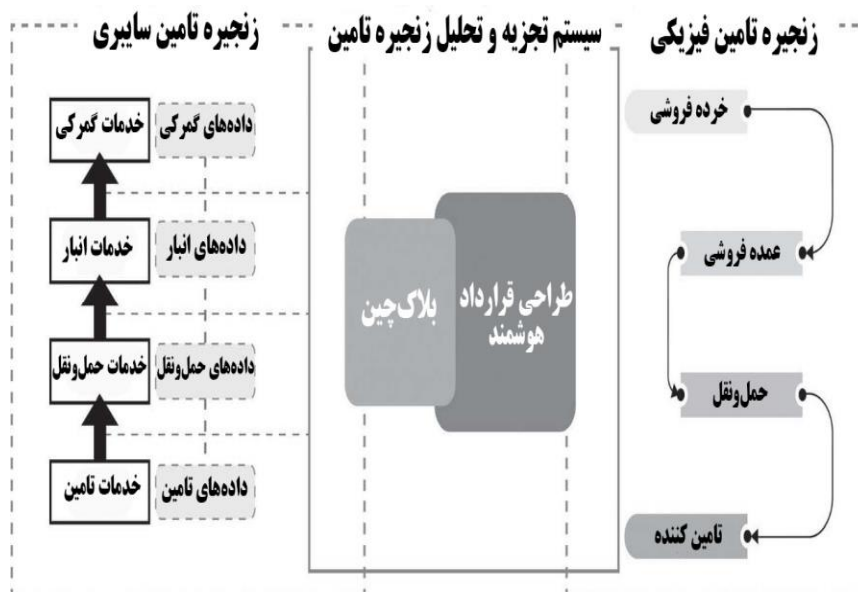 زنجیره تامین فیزیکی
سیستم تجزیه و تحلیل زنجیره تامین
زنجیره تامین سایبری
خرده فروشی
عمده فروشی
حمل‌ونقل
تامین کننده
طراحی قرارداد
هوشمند
بلاک‌چین
داده‌های گمرکی
خدمات گمرکی
داده‌های انبار
خدمات انبار
داده‌های حمل‌ونقل
خدمات حمل‌ونقل
داده‌های تامین
خدمات تامین